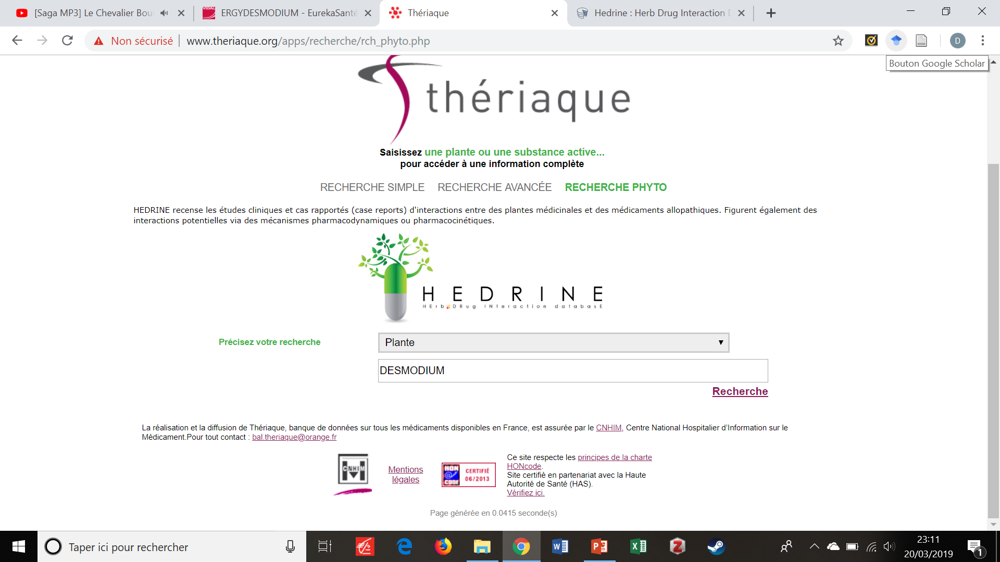 [Saga MP3] Le Chevalier Bou
ERGYDESMODIUM - EurekaSanté
Thériaque
Hedrine : Herb Drug Interaction D
Non sécurisé
www.theriaque.org/apps/recherche/rch_phyto.php
D
Bouton Google Scholar
thériaque
Saisissez une plante ou une substance active...
pour accéder à une information complète
RECHERCHE SIMPLE RECHERCHE AVANCÉE RECHERCHE PHYTO
HEDRINE recense les études cliniques et cas rapportés (case reports) d'interactions entre des plantes médicinales et des médicaments allopathiques. Figurent également des
interactions potentielles via des mécanismes pharmacodynamiques ou pharmacocinétiques.
HEDRINE
HErb2DRug INteraction databasE
Précisez votre recherche
Plante
DESMODIUM
Recherche
La réalisation et la diffusion de Thériaque, banque de données sur tous les médicaments disponibles en France, est assurée par le CNHIM, Centre National Hospitalier d'Information sur le
Médicament.Pour tout contact : bal.theriaque@orange.fr
CNHIM
Mentions
légales
HON
@
CODE
CERTIFIÉ
06/2013
Ce site respecte les principes de la charte
HONcode.
Site certifié en partenariat avec la Haute
Autorité de Santé (HAS).
Vérifiez ici.
Page générée en 0.0415 seconde(s)
Taper ici pour rechercher
23:11
20/03/2019
1